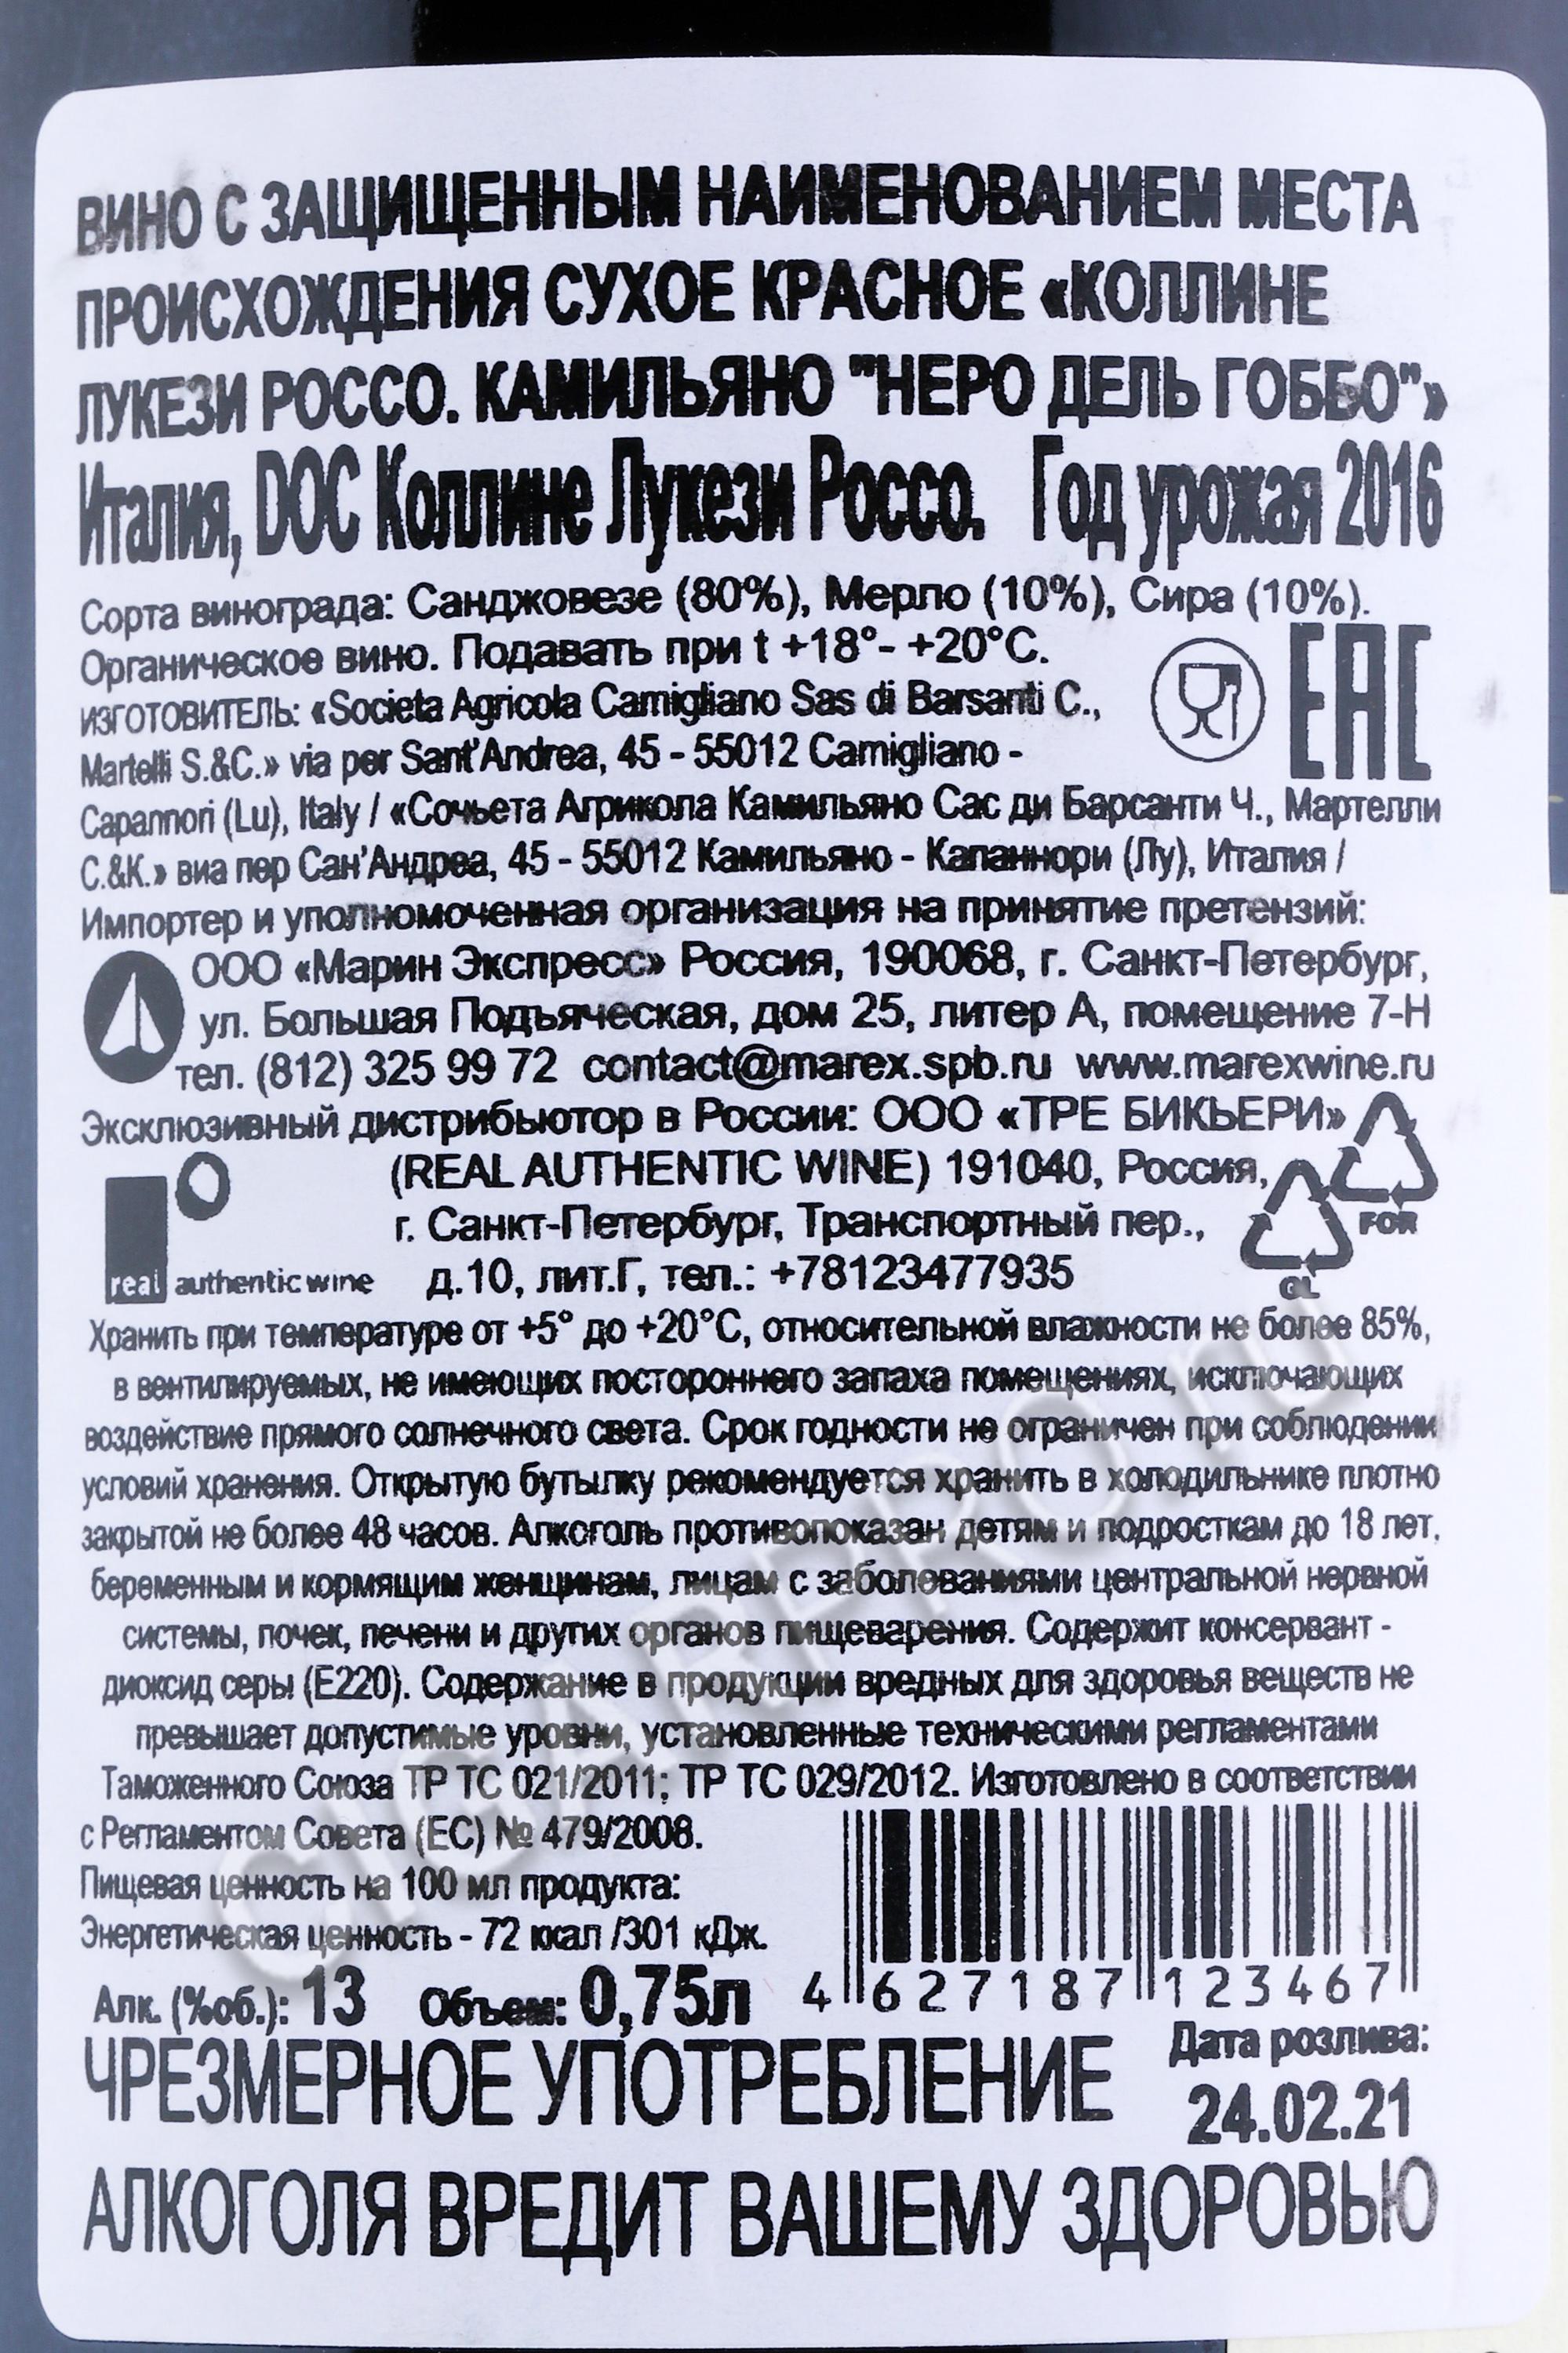 ВИНО С ЗАЩИЩЕННЫМ НАИМЕНОВАНИЕМ МЕСТА
ПРОИСХОЖДЕНИЯ СУХОЕ КРАСНОЕ «КОЛЛИНЕ
ЛУКЕЗИ РОССО. КАМИЛЬЯНО "НЕРО ДЕЛЬ ГОББО"»
Италия, DOC Коллине Лукези Россо. Год урожая 2016
Сорта винограда: Санджовезе (80%), Мерло (10%), Сира (10%).
Органическое вино. Подавать при t +18°- +20°C.
ИЗГОТОВИТЕЛЬ: «Societa Agricola Camigliano Sas di Barsanti C.,
Martelli S.&C.» via per Sant'Andrea, 45 - 55012 Camigliano -
Capannori (Lu), Italy / «Сочьета Агрикола Камильяно Сас ди Барсанти Ч., Мартелли
С.&К.» виа пер Сан'Андреа, 45 - 55012 Камильяно - Капаннори (Лу), Италия /
Импортер и уполномоченная организация на принятие претензий:
ООО «Марин Экспресс» Россия, 190068, г. Санкт-Петербург,
ул. Большая Подъяческая, дом 25, литер А, помещение 7-Н
тел. (812) 325 99 72 contact@marex.spb.ru www.marexwine.ru
Эксклюзивный дистрибьютор в России: ООО «ТРЕ БИКЬЕРИ»
(REAL AUTHENTIC WINE) 191040, Россия,
г. Санкт-Петербург, Транспортный пер.,
д.10, лит.Г, тел.: +78123477935
real authentic wine
FOR
GL
EAC
Хранить при температуре от +5° до +20°C, относительной влажности не более 85%,
в вентилируемых, не имеющих постороннего запаха помещениях, исключающих
воздействие прямого солнечного света. Срок годности не ограничен при соблюдении
условий хранения. Открытую бутылку рекомендуется хранить в холодильнике плотно
закрытой не более 48 часов. Алкоголь противопоказан детям и подросткам до 18 лет,
беременным и кормящим женщинам, лицам с заболеваниями центральной нервной
системы, почек, печени и других органов пищеварения. Содержит консервант -
диоксид серы (Е220). Содержание в продукции вредных для здоровья веществ не
превышает допустимые уровни, установленные техническими регламентами
Таможенного Союза ТР ТС 021/2011; ТР ТС 029/2012. Изготовлено в соответствии
с Регламентом Совета (ЕС) № 479/2008.
Пищевая ценность на 100 мл продукта:
Энергетическая ценность - 72 ккал /301 кДж.
Алк. (%об.): 13 Объем: 0,75л
4 627187 123467
Дата розлива:
24.02.21
ЧРЕЗМЕРНОЕ УПОТРЕБЛЕНИЕ
АЛКОГОЛЯ ВРЕДИТ ВАШЕМУ ЗДОРОВЬЮ
CIGARPRO.ru